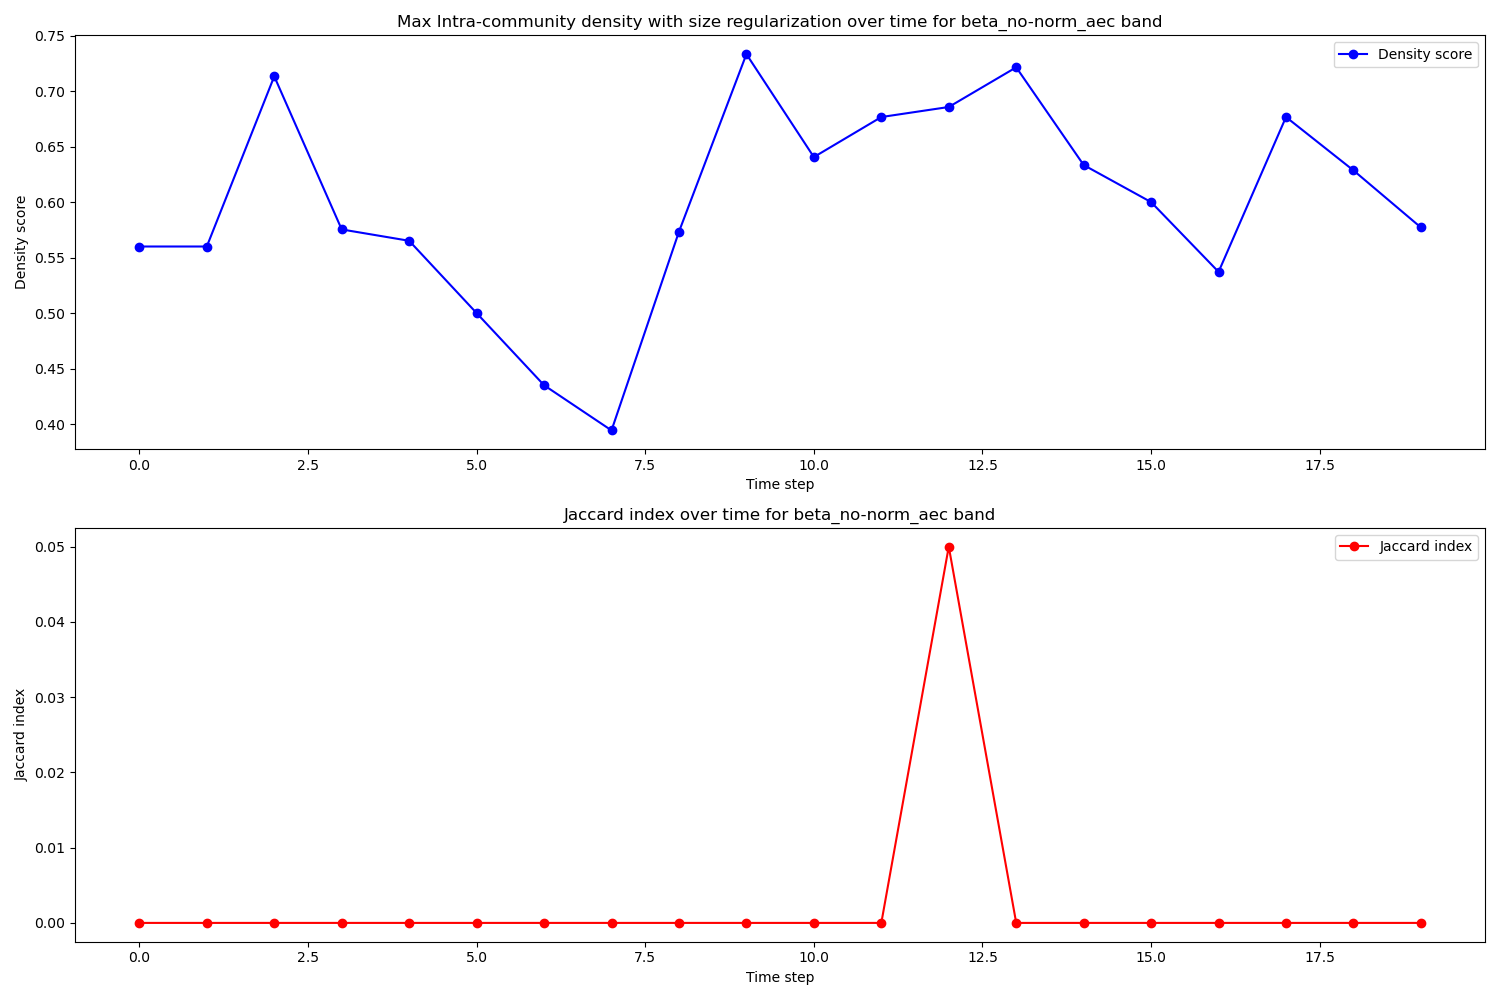 Max Intra-community density with size regularization over time for beta_no-norm_aec band
Density score
0.75
0.70
0.65
0.60
0.55
0.50
0.45
0.40
Density score
0.0 2.5 5.0 7.5 10.0 12.5 15.0 17.5
Time step
Jaccard index over time for beta_no-norm_aec band
Jaccard index
0.05
0.04
0.03
0.02
0.01
0.00
Jaccard index
0.0 2.5 5.0 7.5 10.0 12.5 15.0 17.5
Time step